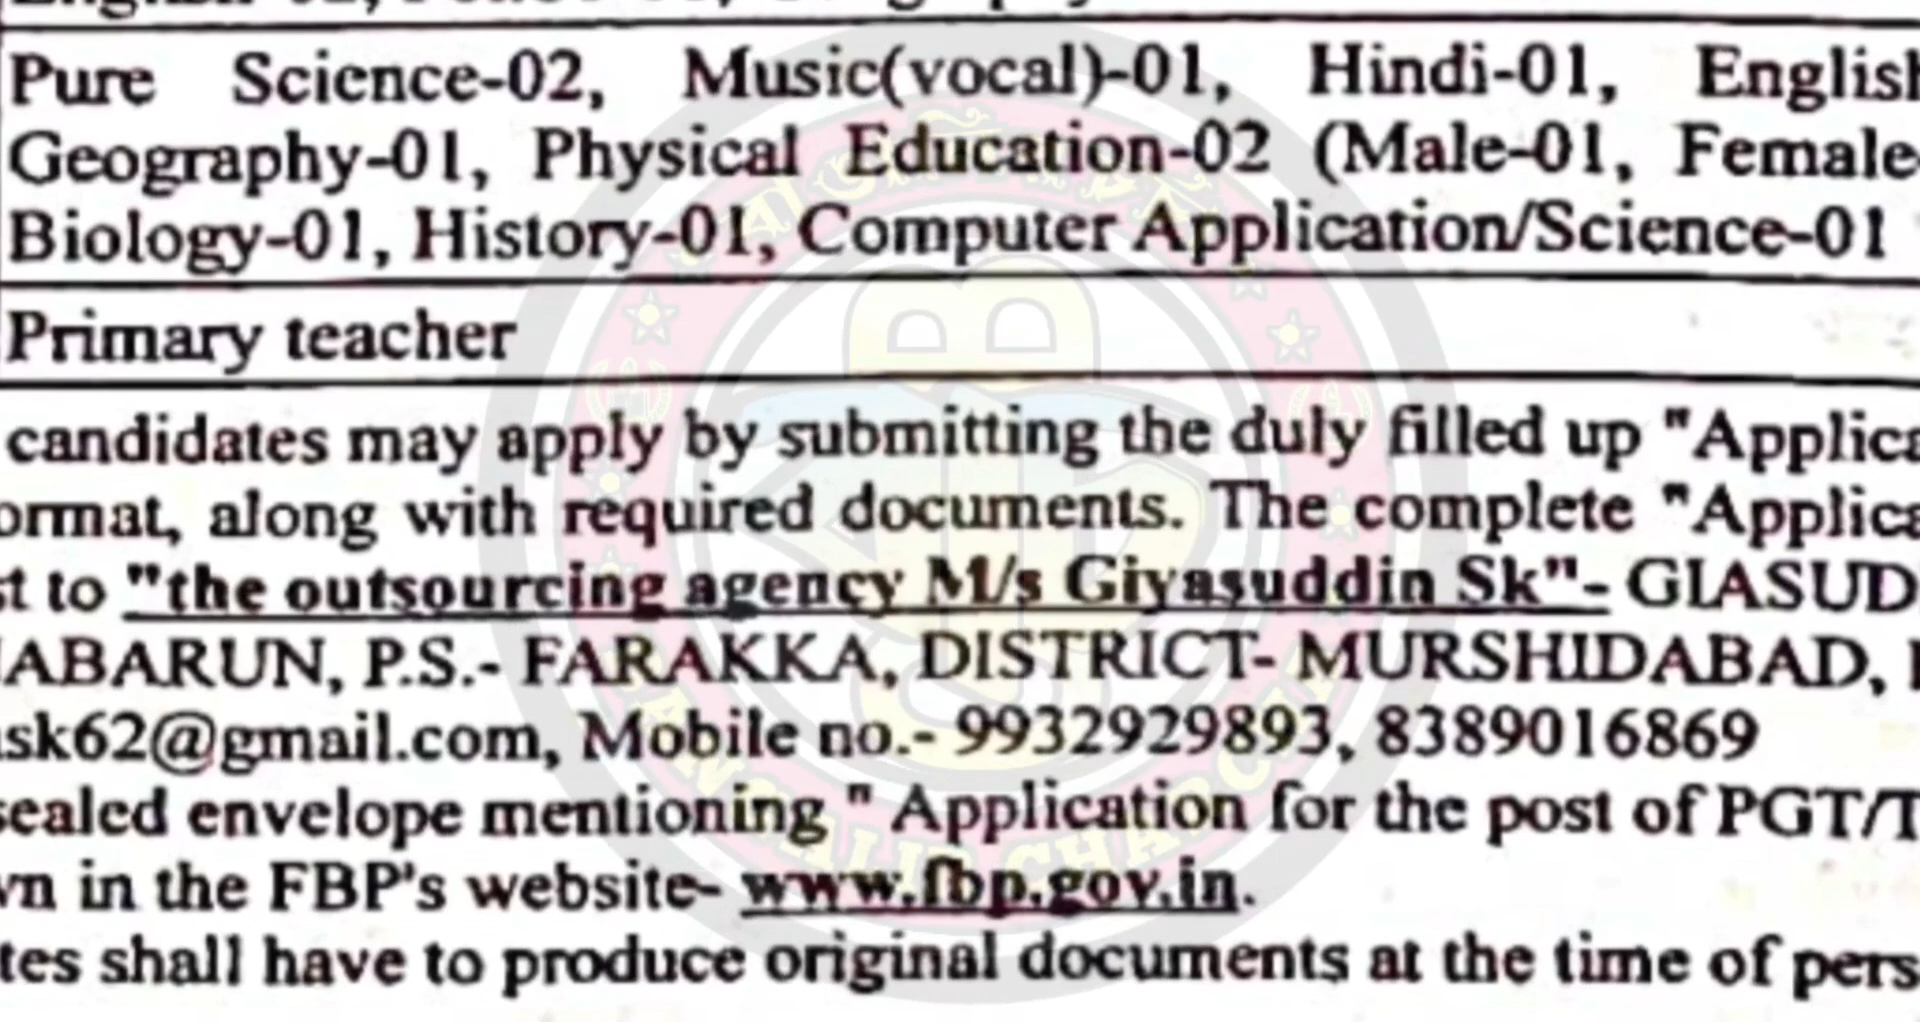 Pure Science-02, Music(vocal)-01, Hindi-01, English
Geography-01, Physical Education-02 (Male-01, Female-
Biology-01, History-01, Computer Application/Science-01
Primary teacher
candidates may apply by submitting the duly filled up "Applica
ormat, along with required documents. The complete "Applica
st to "the outsourcing agency M/s Giyasuddin Sk"- GIASUD
ABARUN, P.S.- FARAKKA, DISTRICT- MURSHIDABAD,
sk62@gmail.com, Mobile no.- 9932929893, 8389016869
sealed envelope mentioning " Application for the post of PGT/T
vn in the FBP's website- www.fbp.gov.in.
tes shall have to produce original documents at the time of pers